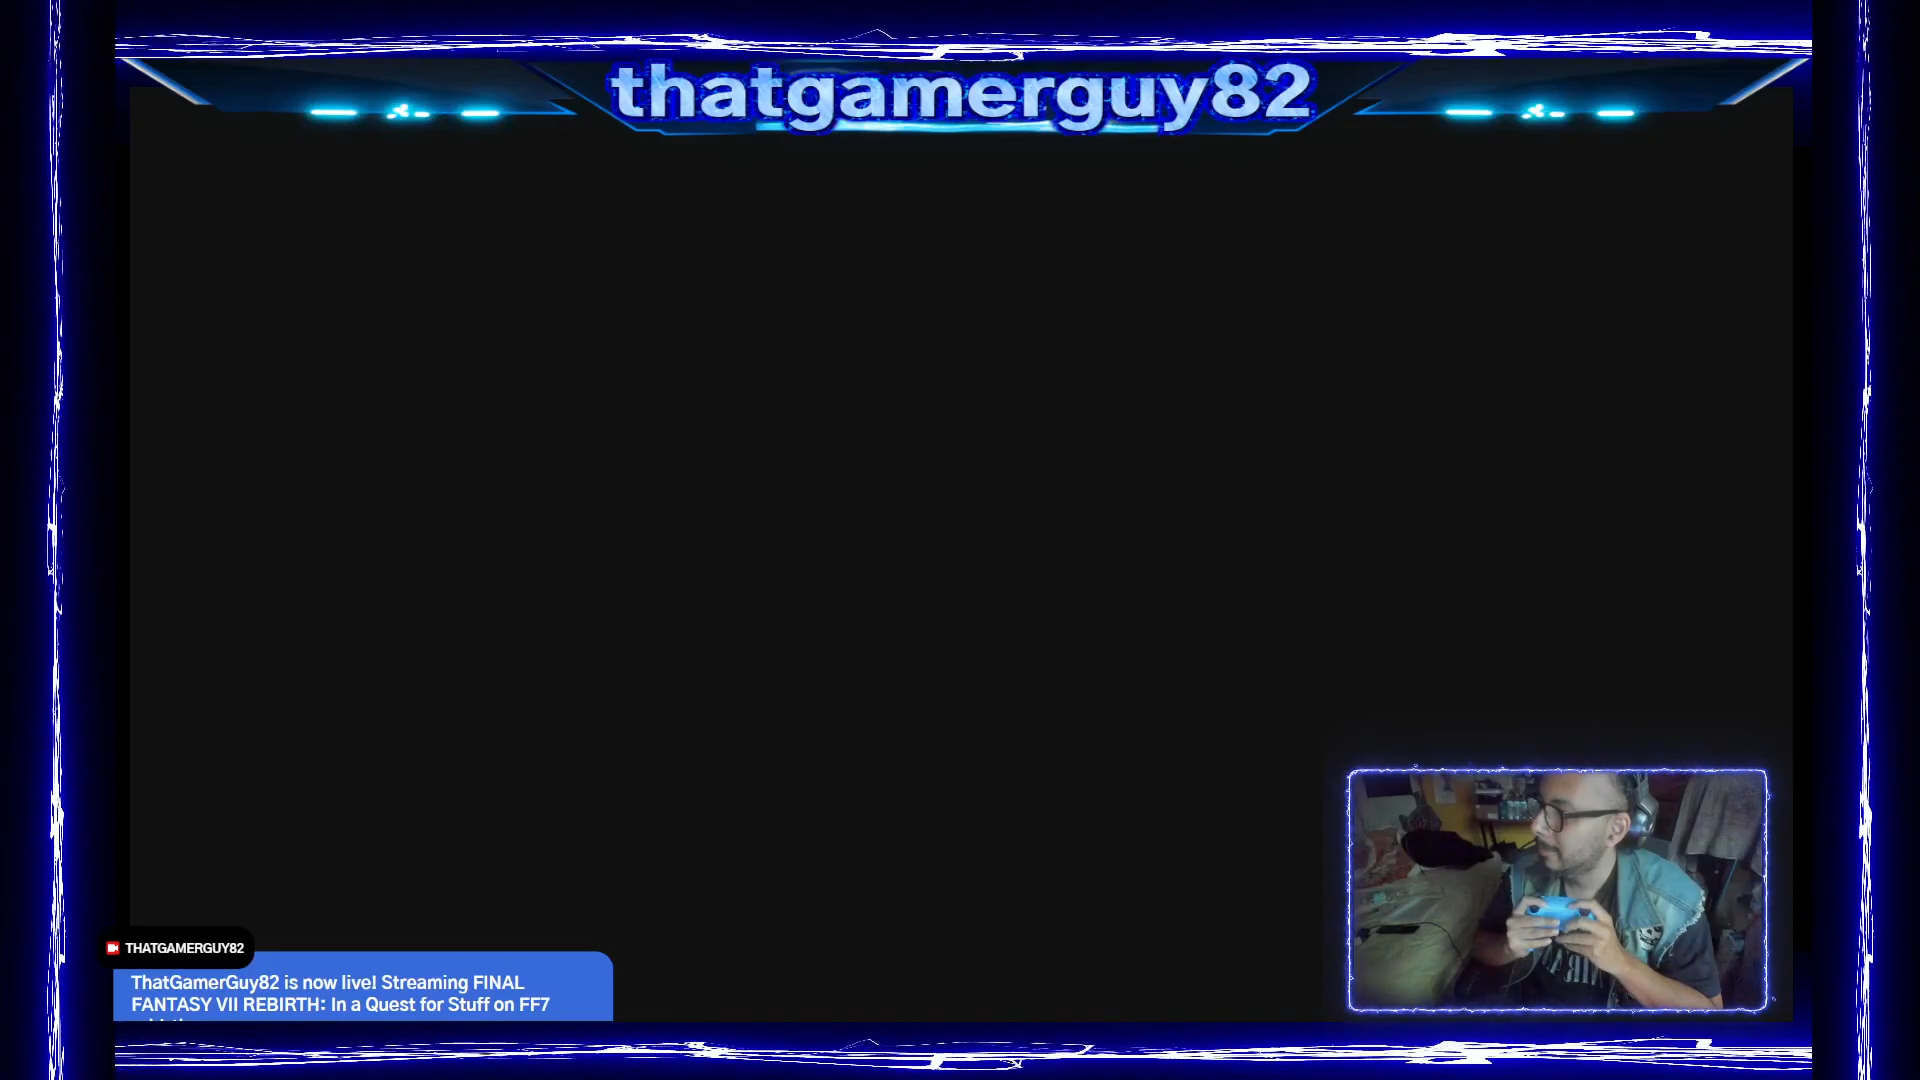 thatgamerguy82
THATGAMERGUY82
ThatGamerGuy82 is now live! Streaming FINAL
FANTASY VII REBIRTH: In a Quest for Stuff on FF7